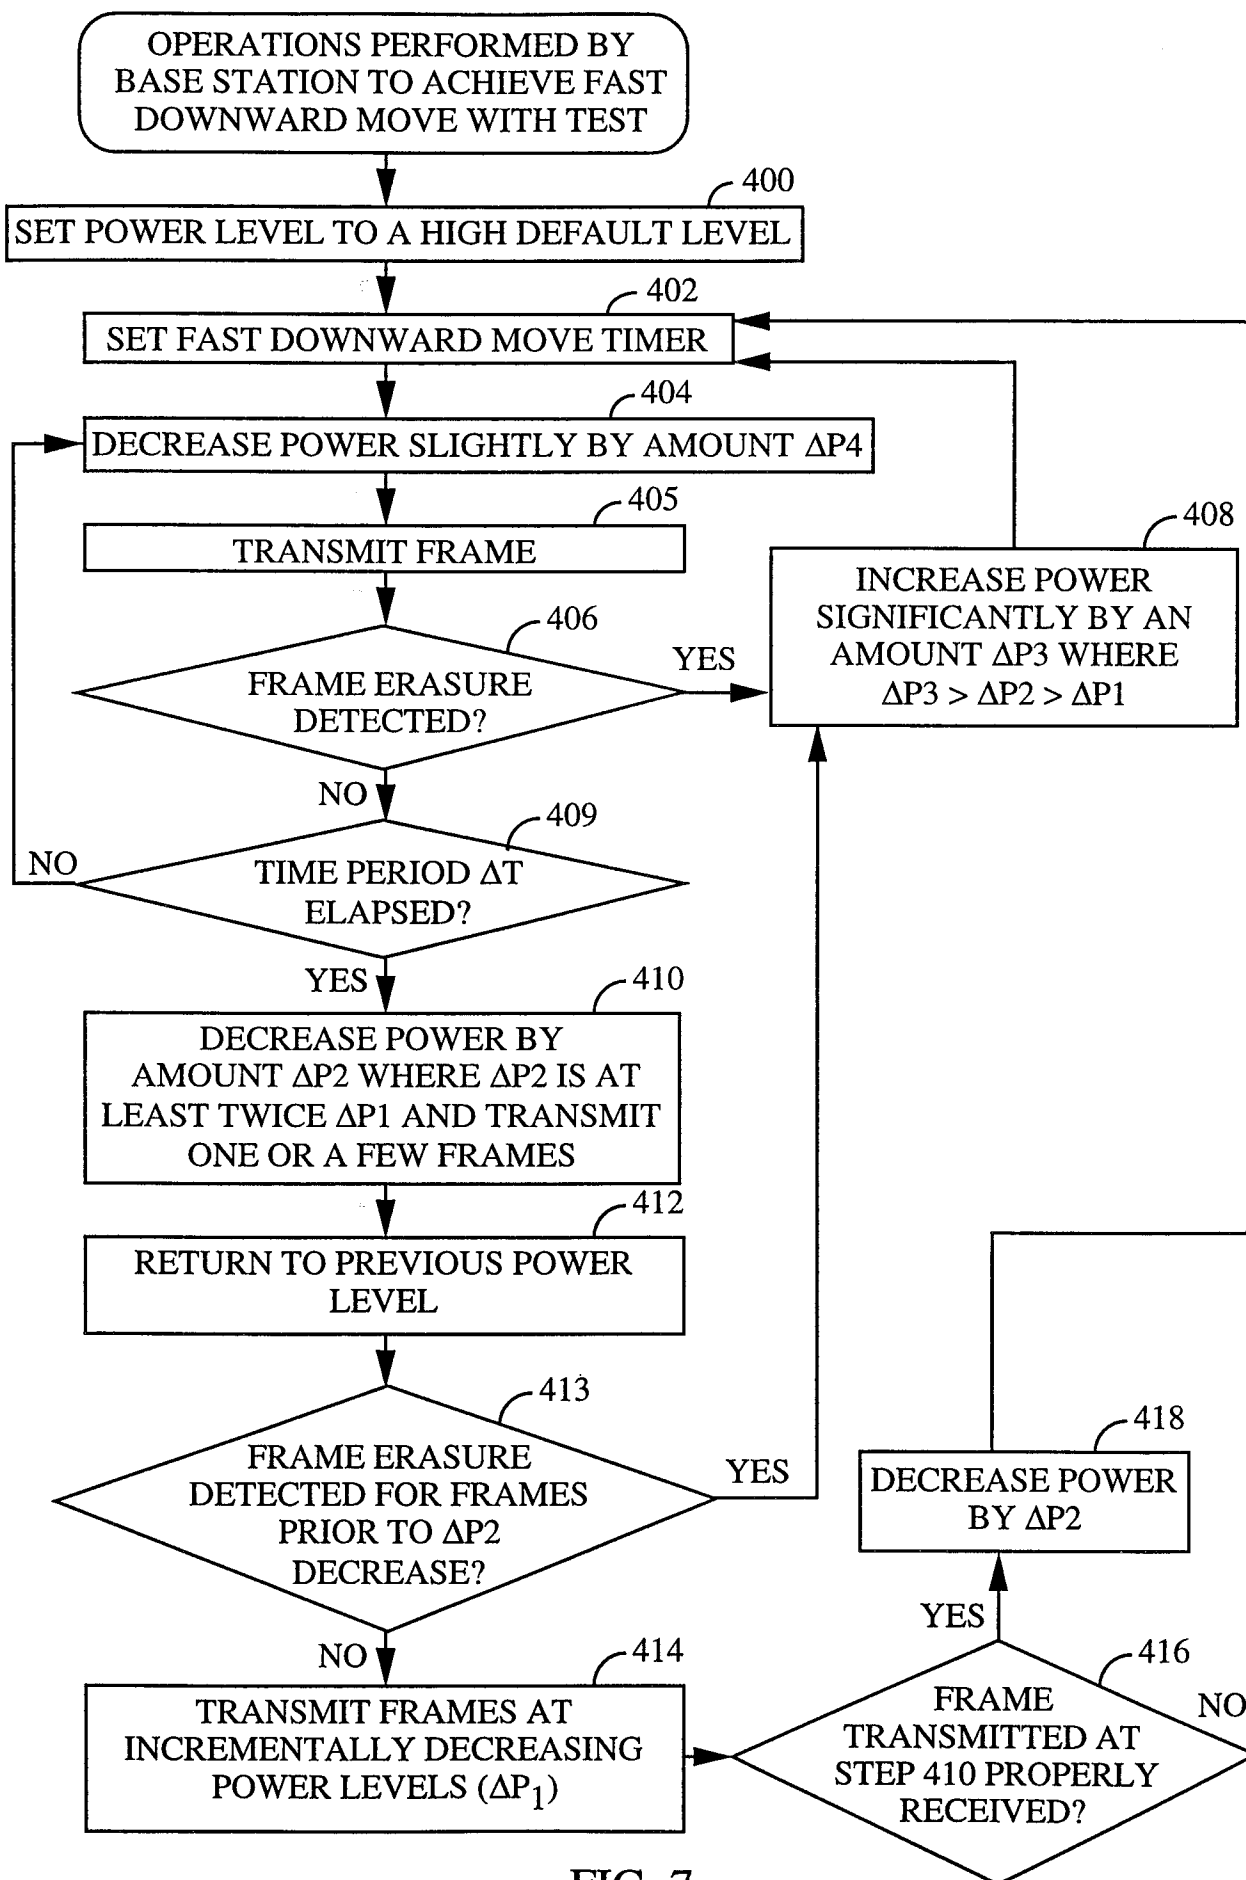 OPERATIONS PERFORMED BY
BASE STATION TO ACHIEVE FAST
DOWNWARD MOVE WITH TEST
400
SET POWER LEVEL TO A HIGH DEFAULT LEVEL
402
SET FAST DOWNWARD MOVE TIMER
404
DECREASE POWER SLIGHTLY BY AMOUNT ΔP4
405
TRANSMIT FRAME
408
INCREASE POWER
SIGNIFICANTLY BY AN
AMOUNT ΔP3 WHERE
ΔP3 > ΔP2 > ΔP1
406
FRAME ERASURE
DETECTED?
YES
NO
409
TIME PERIOD ΔT
ELAPSED?
NO
YES
410
DECREASE POWER BY
AMOUNT ΔP2 WHERE ΔP2 IS AT
LEAST TWICE ΔP1 AND TRANSMIT
ONE OR A FEW FRAMES
412
RETURN TO PREVIOUS POWER
LEVEL
413
FRAME ERASURE
DETECTED FOR FRAMES
PRIOR TO ΔP2
DECREASE?
YES
NO
414
TRANSMIT FRAMES AT
INCREMENTALLY DECREASING
POWER LEVELS (ΔP1)
418
DECREASE POWER
BY ΔP2
YES
416
FRAME
TRANSMITTED AT
STEP 410 PROPERLY
RECEIVED?
NO
FIG. 7